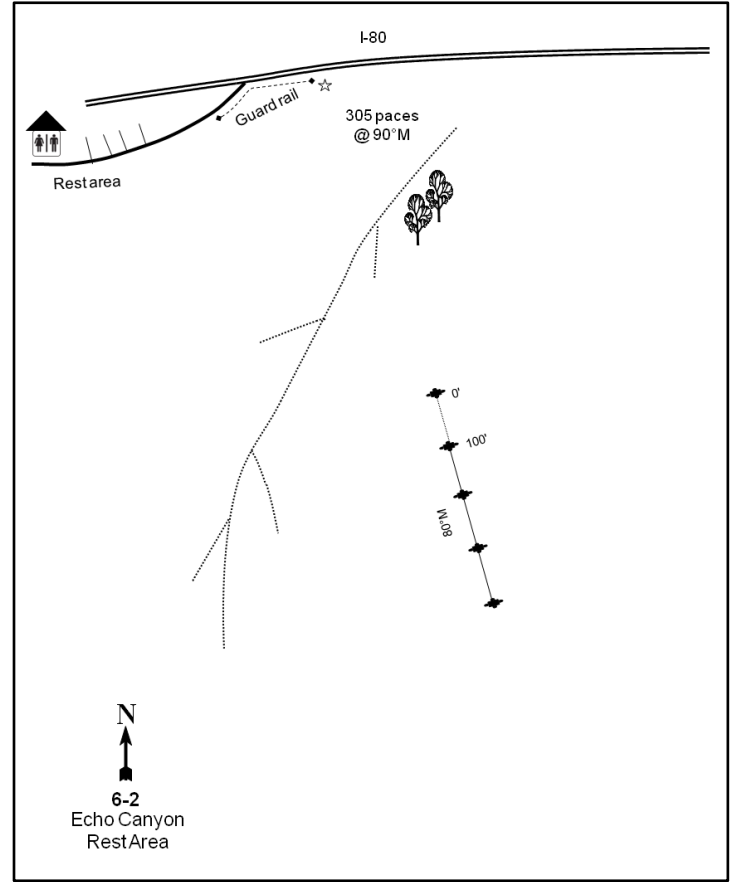 I-80
Guard rail
305 paces
@ 90°M
Rest area
0'
100'
80°M
N
6-2
Echo Canyon
Rest Area